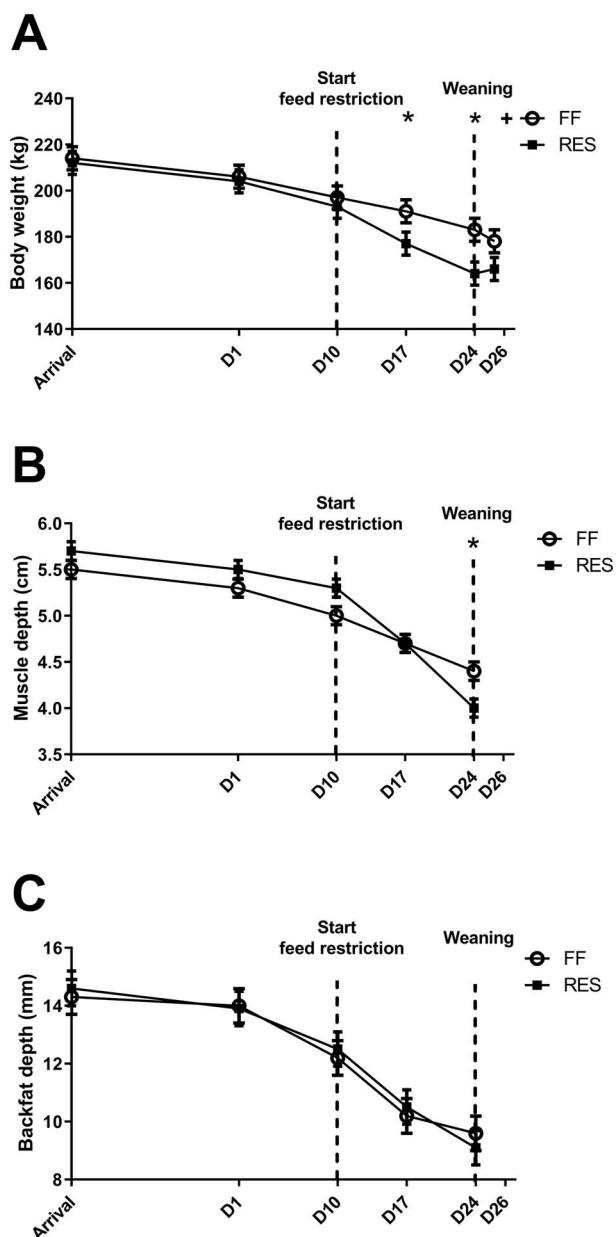 A
Start
feed restriction
Weaning
*
*
+
FF
RES
Body weight (kg)
240
220
200
180
160
140
Arrival
D1
D10
D17
D24
D26
B
Start
feed restriction
Weaning
*
FF
RES
Muscle depth (cm)
6.0
5.5
5.0
4.5
4.0
3.5
Arrival
D1
D10
D17
D24
D26
C
Start
feed restriction
Weaning
FF
RES
Backfat depth (mm)
16
14
12
10
8
Arrival
D1
D10
D17
D24
D26